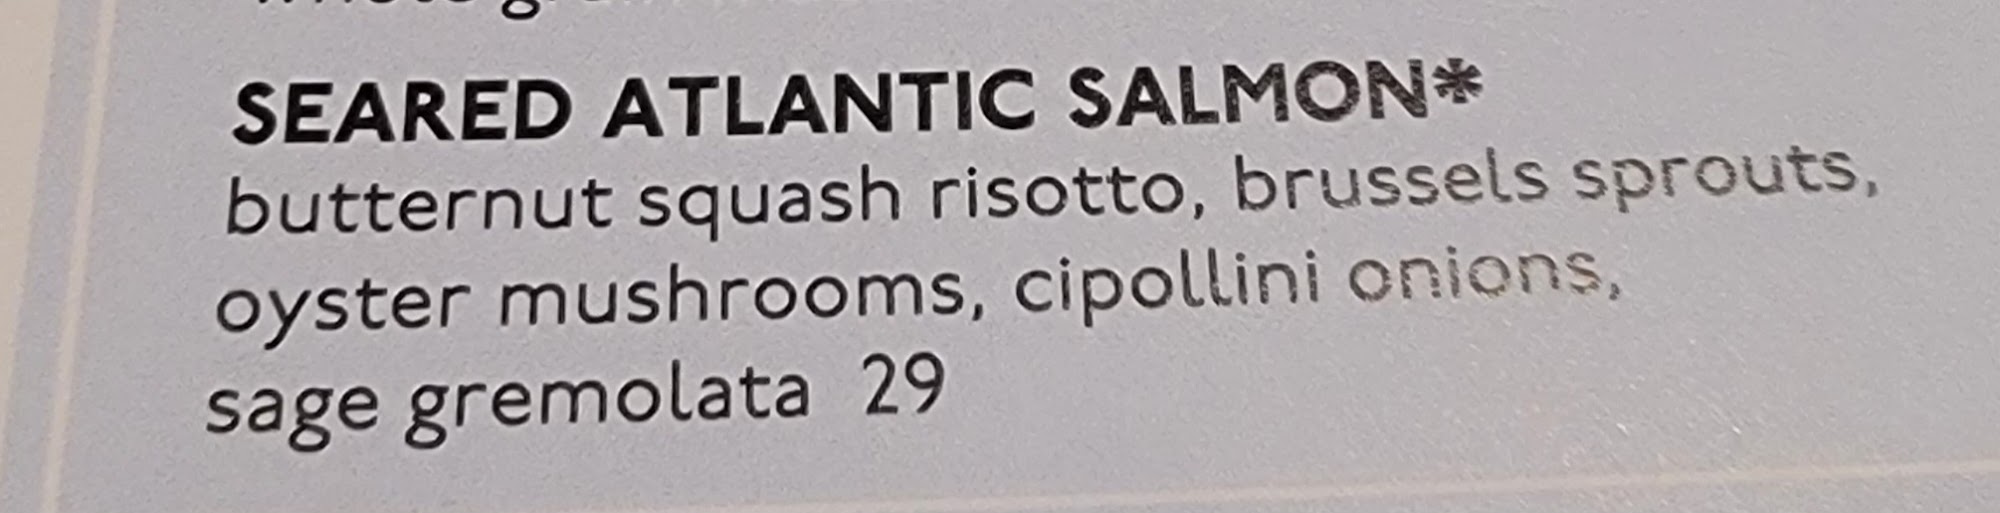 SEARED ATLANTIC SALMON*
butternut squash risotto, brussels sprouts,
oyster mushrooms, cipollini onions,
sage gremolata 29